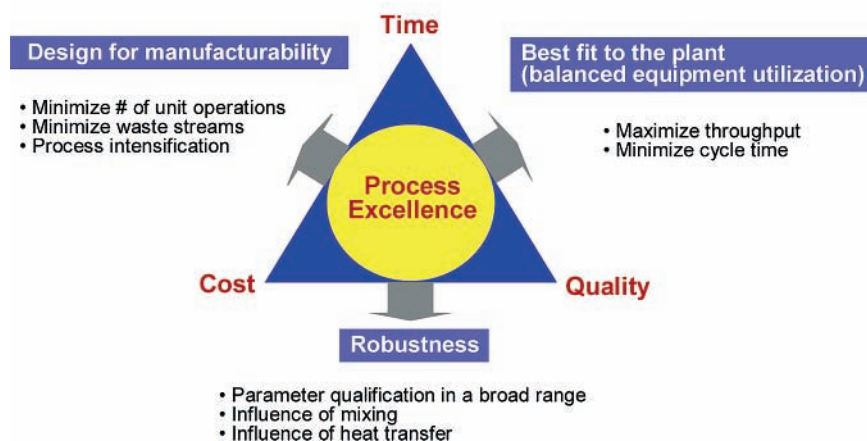 Time
Design for manufacturability
• Minimize # of unit operations
• Minimize waste streams
• Process intensification
Best fit to the plant
(balanced equipment utilization)
• Maximize throughput
• Minimize cycle time
Process
Excellence
Cost
Quality
Robustness
• Parameter qualification in a broad range
• Influence of mixing
• Influence of heat transfer